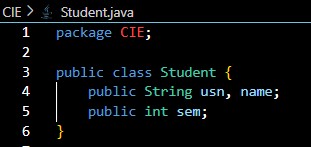 CIE > Student.java
1 package CIE;
2
3 public class Student {
4 public String usn, name;
5 public int sem;
6 }